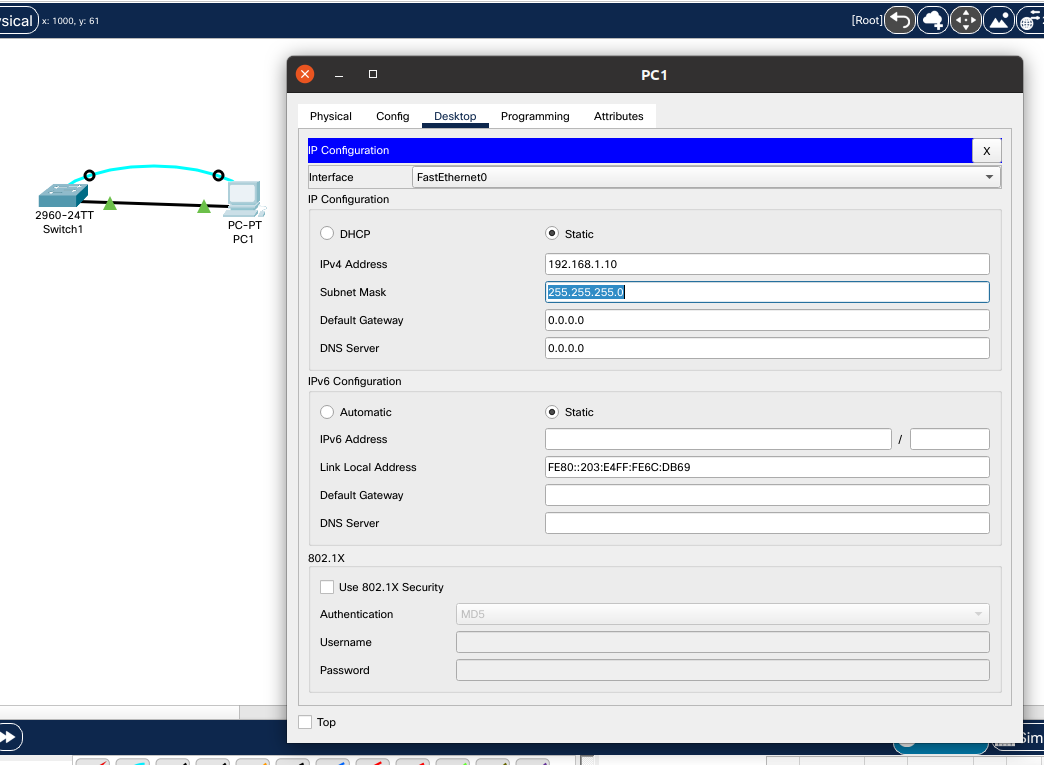 sical x: 1000, y: 61
[Root]
PC1
Physical Config Desktop Programming Attributes
IP Configuration X
Interface FastEthernet0
IP Configuration
DHCP Static
IPv4 Address 192.168.1.10
Subnet Mask 255.255.255.0
Default Gateway 0.0.0.0
DNS Server 0.0.0.0
IPv6 Configuration
Automatic Static
IPv6 Address /
Link Local Address FE80::203:E4FF:FE6C:DB69
Default Gateway
DNS Server
802.1X
Use 802.1X Security
Authentication MD5
Username
Password
Top
2960-24TT
Switch1
PC-PT
PC1
Sim